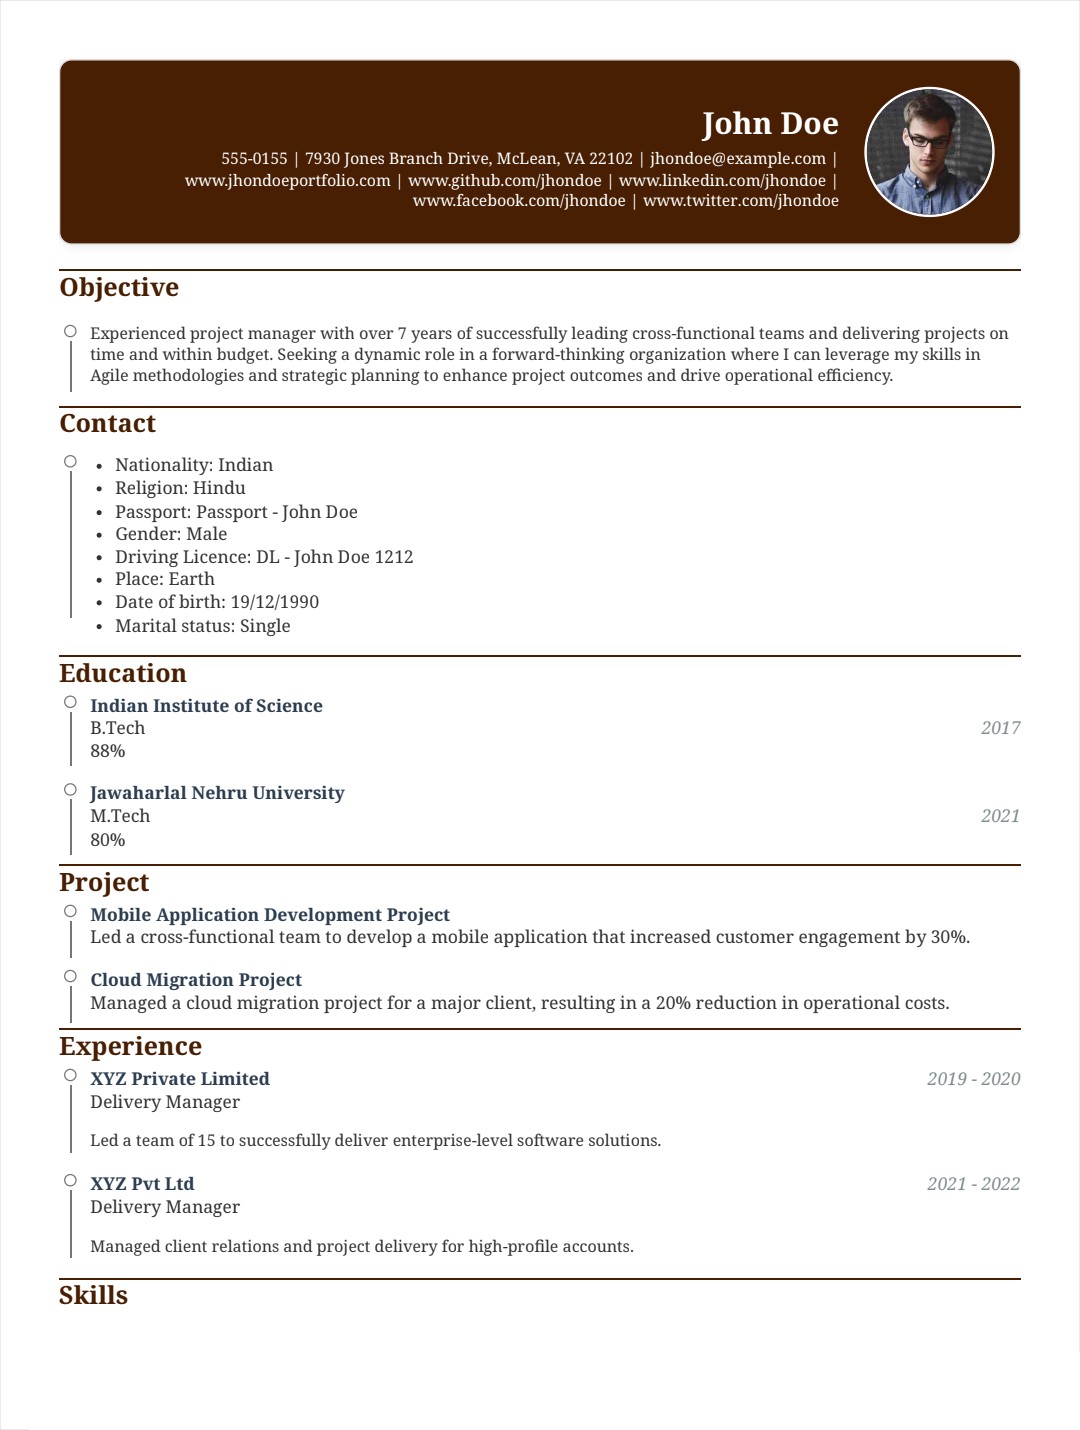 John Doe
555-0155 | 7930 Jones Branch Drive, McLean, VA 22102 | jhondoe@example.com |
www.jhondoeportfolio.com | www.github.com/jhondoe | www.linkedin.com/jhondoe |
www.facebook.com/jhondoe | www.twitter.com/jhondoe
Objective
Experienced project manager with over 7 years of successfully leading cross-functional teams and delivering projects on
time and within budget. Seeking a dynamic role in a forward-thinking organization where I can leverage my skills in
Agile methodologies and strategic planning to enhance project outcomes and drive operational efficiency.
Contact
• Nationality: Indian
• Religion: Hindu
• Passport: Passport - John Doe
• Gender: Male
• Driving Licence: DL - John Doe 1212
• Place: Earth
• Date of birth: 19/12/1990
• Marital status: Single
Education
Indian Institute of Science
B.Tech 2017
88%
Jawaharlal Nehru University
M.Tech 2021
80%
Project
Mobile Application Development Project
Led a cross-functional team to develop a mobile application that increased customer engagement by 30%.
Cloud Migration Project
Managed a cloud migration project for a major client, resulting in a 20% reduction in operational costs.
Experience
XYZ Private Limited 2019 - 2020
Delivery Manager
Led a team of 15 to successfully deliver enterprise-level software solutions.
XYZ Pvt Ltd 2021 - 2022
Delivery Manager
Managed client relations and project delivery for high-profile accounts.
Skills